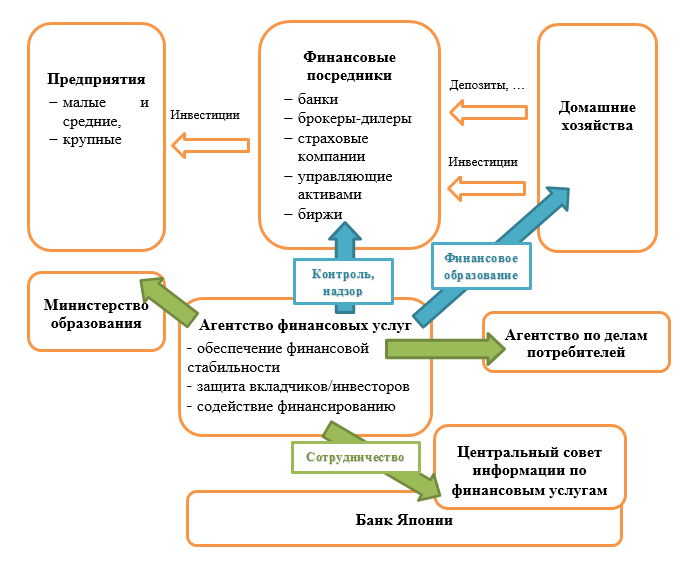 Предприятия
– малые и
средние,
– крупные
Инвестиции
Финансовые
посредники
– банки
– брокеры-дилеры
– страховые
компании
– управляющие
активами
– биржи
Депозиты, ...
Инвестиции
Домашние
хозяйства
Контроль,
надзор
Финансовое
образование
Министерство
образования
Агентство финансовых услуг
- обеспечение финансовой
стабильности
- защита вкладчиков/инвесторов
- содействие финансированию
Агентство по делам
потребителей
Сотрудничество
Центральный совет
информации по
финансовым услугам
Банк Японии